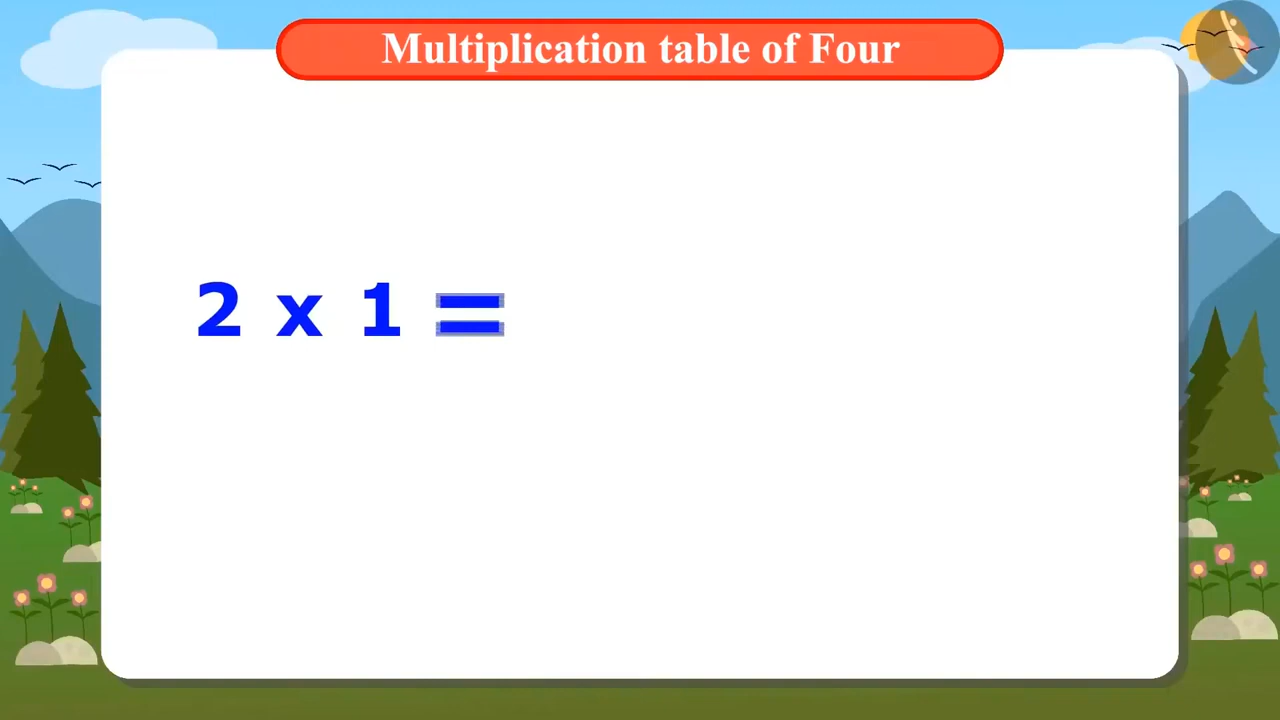 Multiplication table of Four
2 x 1 =